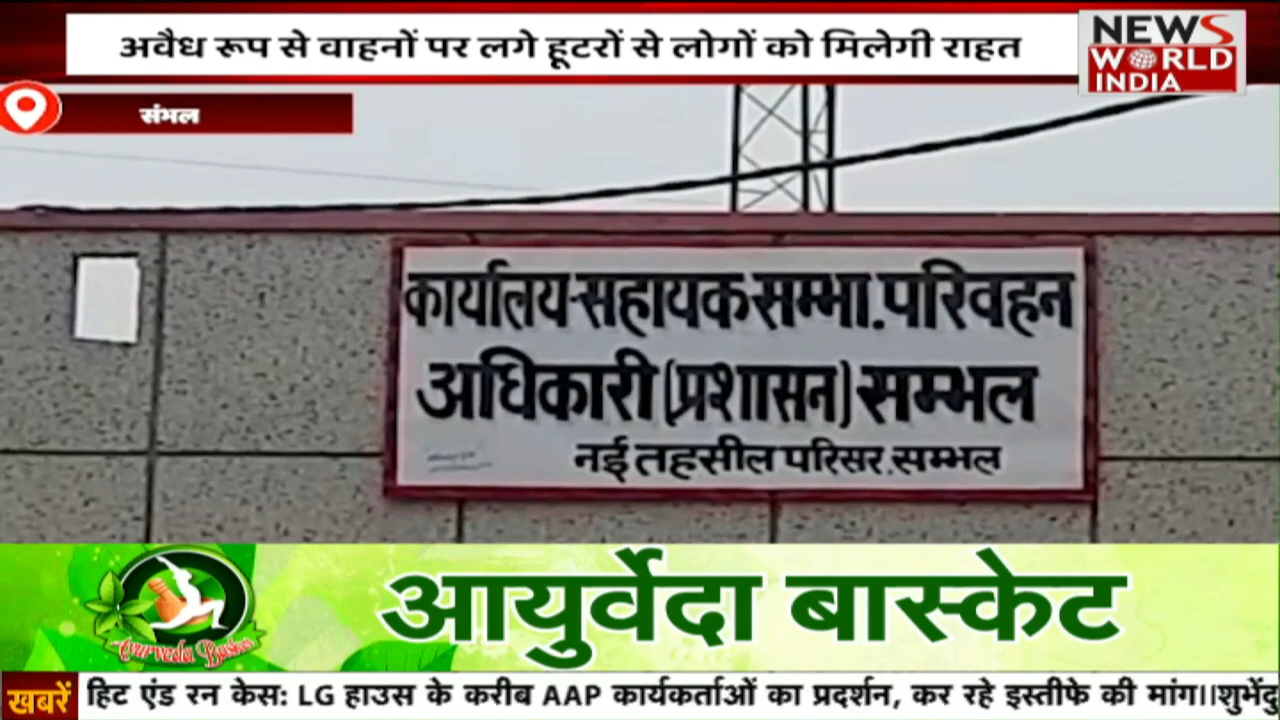 अवैध रूप से वाहनों पर लगे हूटरों से लोगों को मिलेगी राहत
NEWS
WORLD
INDIA
संभल
कार्यालय-सहायक सम्भा. परिवहन
अधिकारी (प्रशासन) सम्भल
नई तहसील परिसर, सम्भल
आयुर्वेदा बास्केट
Ayurveda Basket
खबरें
हिट एंड रन केस: LG हाउस के करीब AAP कार्यकर्ताओं का प्रदर्शन, कर रहे इस्तीफे की मांग।।शुभेंदु